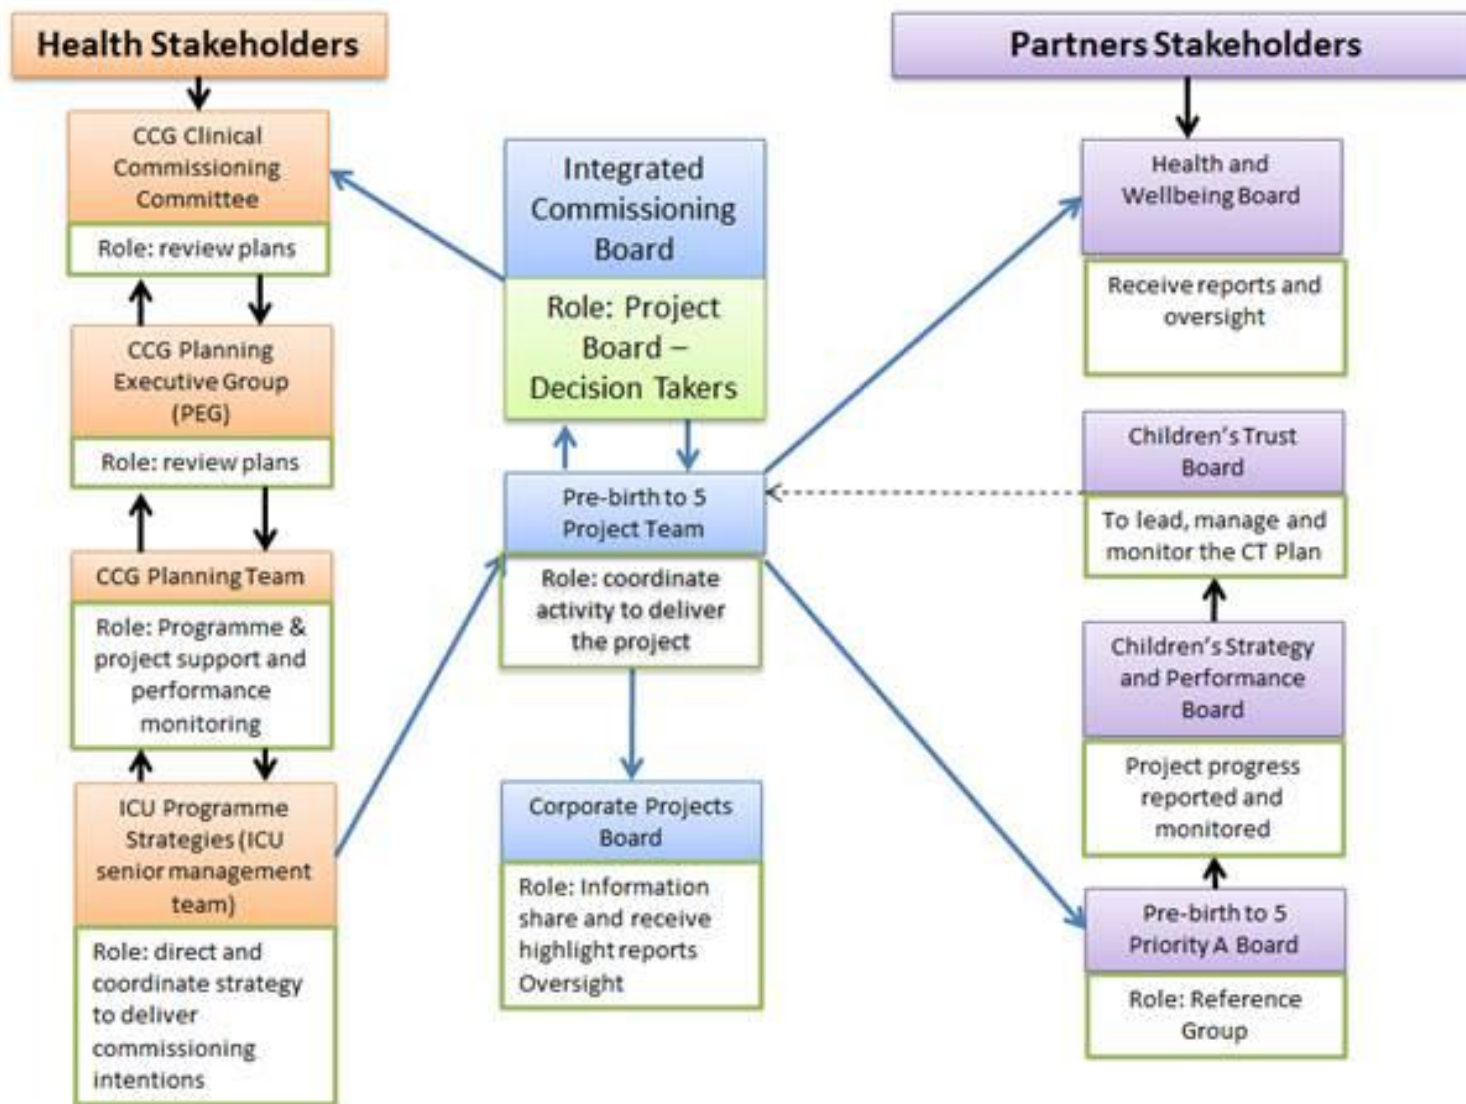 Health Stakeholders
CCG Clinical
Commissioning
Committee
Role: review plans
CCG Planning
Executive Group
(PEG)
Role: review plans
CCG Planning Team
Role: Programme &
project support and
performance
monitoring
ICU Programme
Strategies (ICU
senior management
team)
Role: direct and
coordinate strategy
to deliver
commissioning
intentions
Integrated
Commissioning
Board
Role: Project
Board –
Decision Takers
Pre-birth to 5
Project Team
Role: coordinate
activity to deliver
the project
Corporate Projects
Board
Role: Information
share and receive
highlight reports
Oversight
Partners Stakeholders
Health and
Wellbeing Board
Receive reports and
oversight
Children's Trust
Board
To lead, manage and
monitor the CT Plan
Children's Strategy
and Performance
Board
Project progress
reported and
monitored
Pre-birth to 5
Priority A Board
Role: Reference
Group